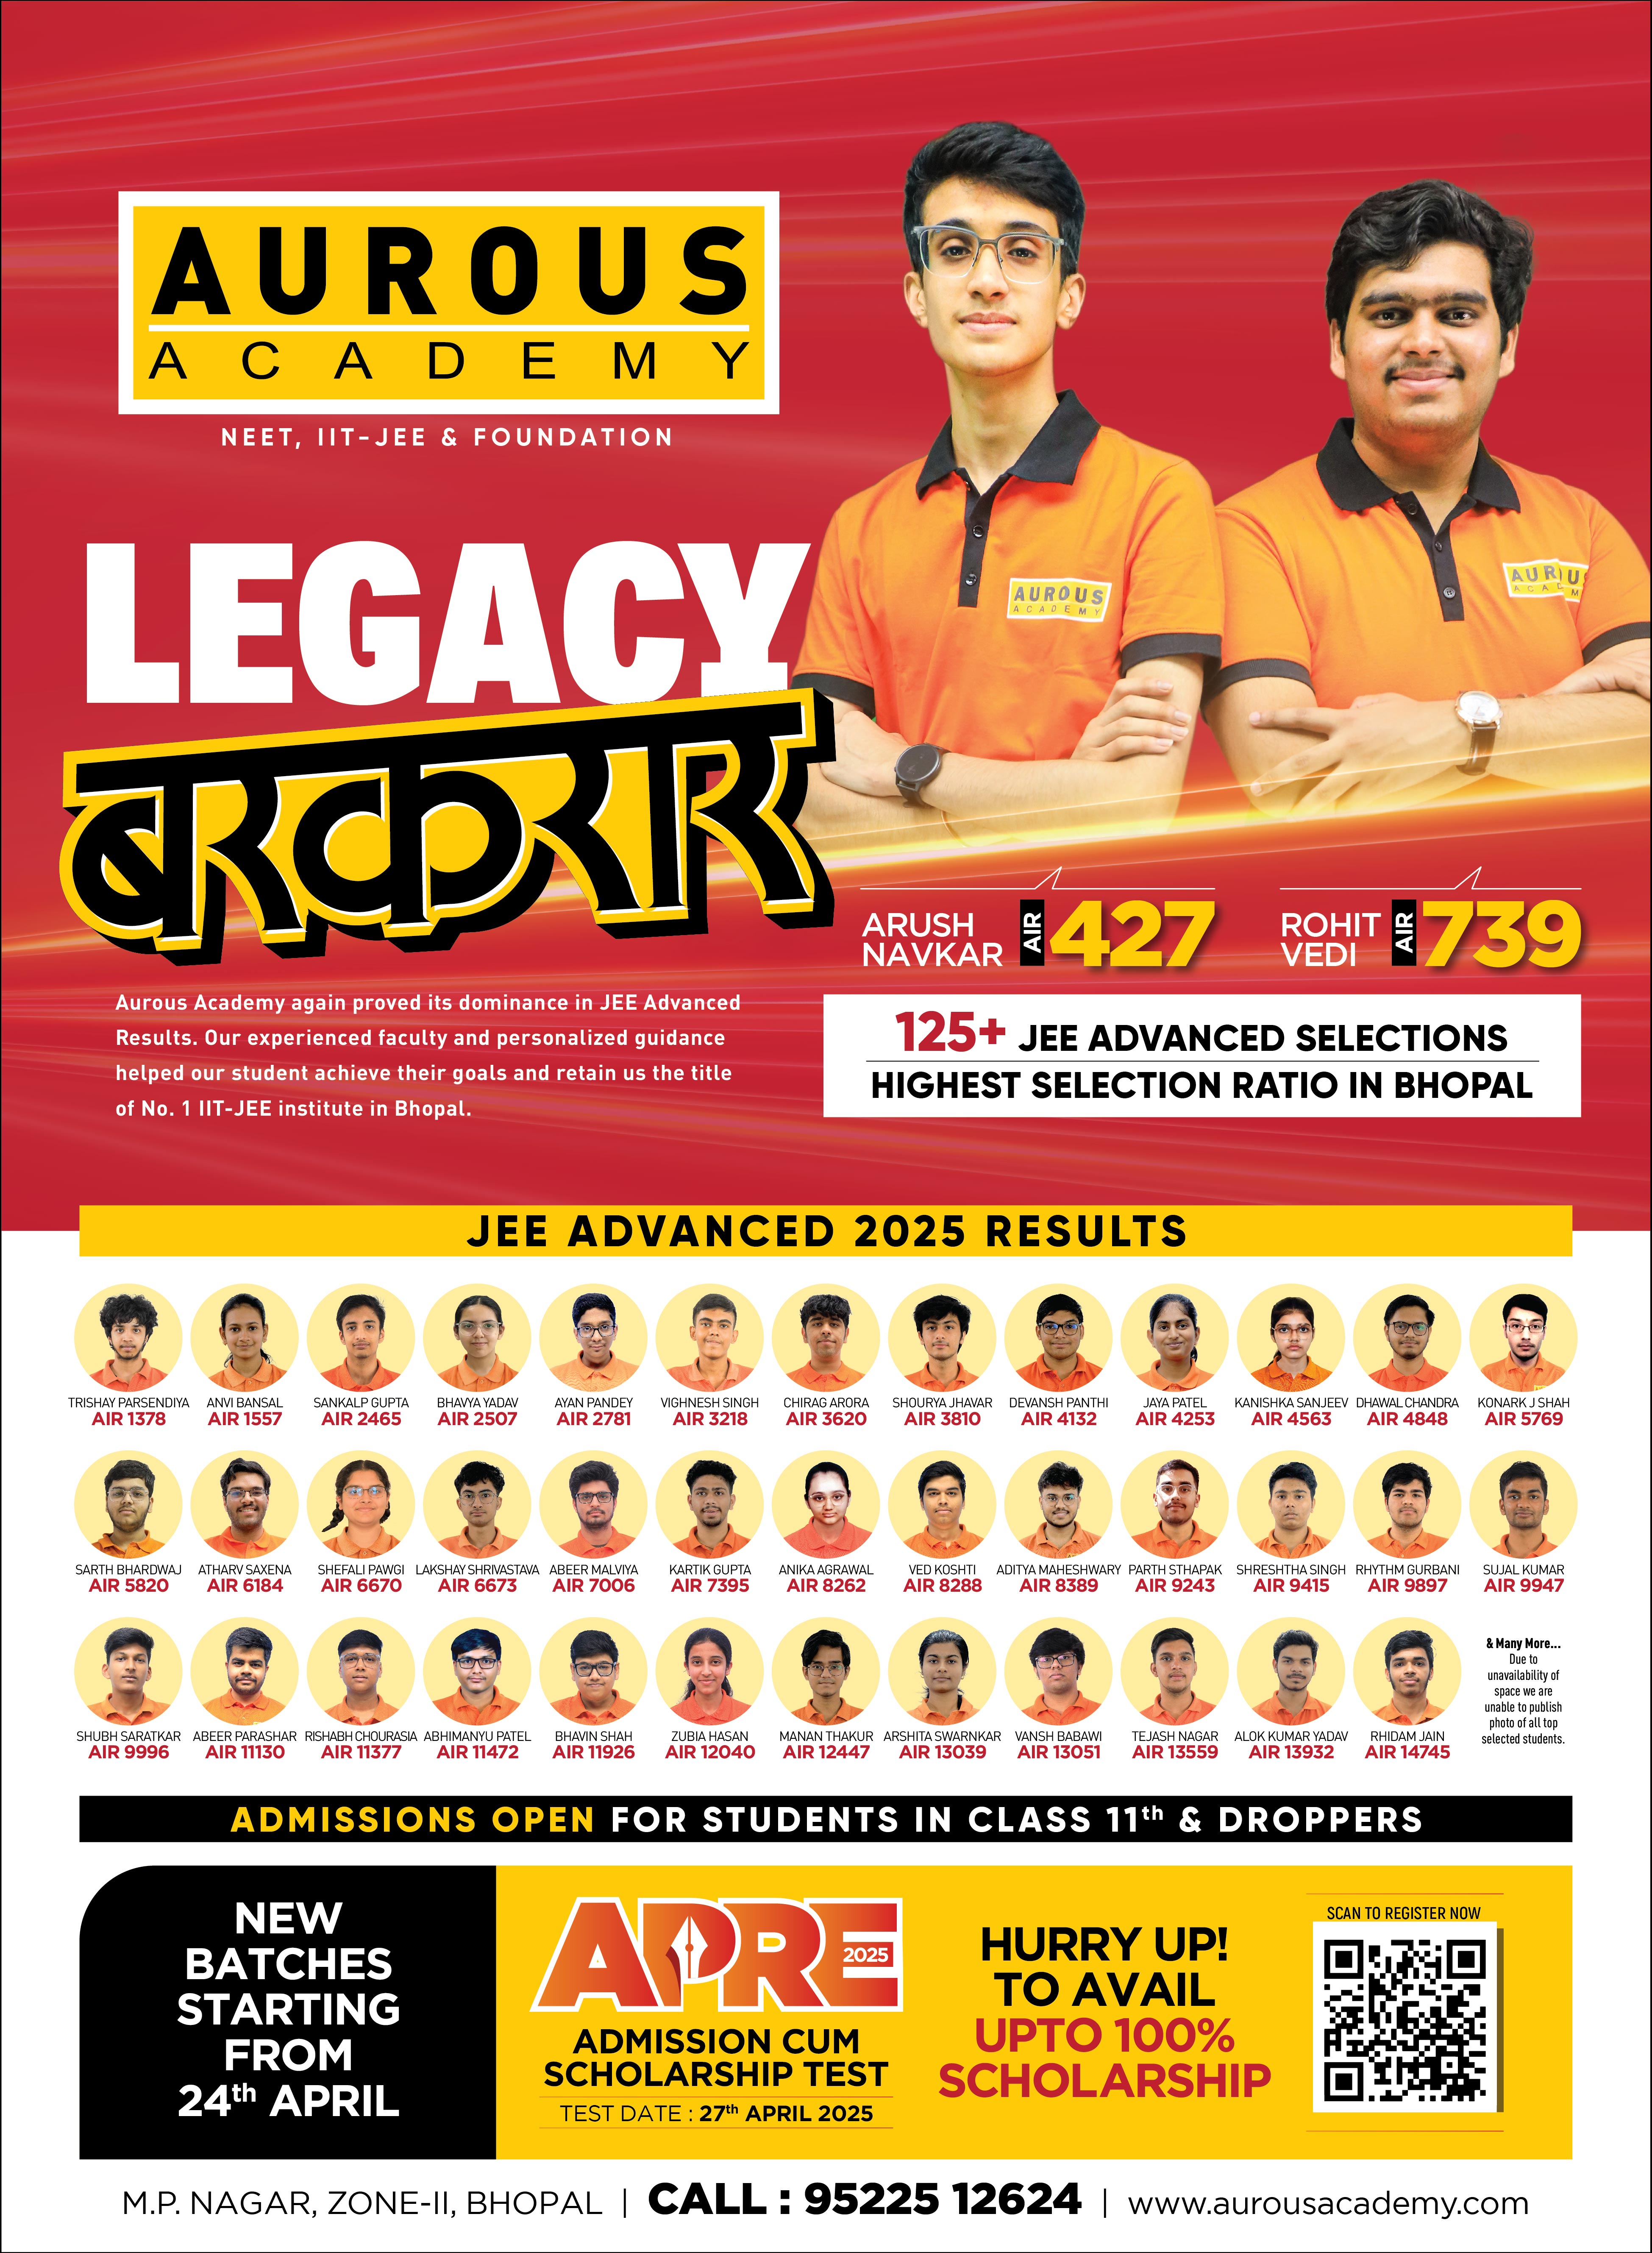 AUROUS
ACADEMY
NEET, IIT-JEE & FOUNDATION
LEGACY
बरकरार
AUROUS
ACADEMY
AUR U
ACAD M
ARUSH
NAVKAR
AIR 427
ROHIT
VEDI
AIR 739
Aurous Academy again proved its dominance in JEE Advanced
Results. Our experienced faculty and personalized guidance
helped our student achieve their goals and retain us the title
of No. 1 IIT-JEE institute in Bhopal.
125+ JEE ADVANCED SELECTIONS
HIGHEST SELECTION RATIO IN BHOPAL
JEE ADVANCED 2025 RESULTS
TRISHAY PARSENDIYA ANVI BANSAL SANKALP GUPTA BHAVYA YADAV AYAN PANDEY VIGHNESH SINGH CHIRAG ARORA SHOURYA JHAVAR DEVANSH PANTHI JAYA PATEL KANISHKA SANJEEV DHAWAL CHANDRA KONARK J SHAH
AIR 1378 AIR 1557 AIR 2465 AIR 2507 AIR 2781 AIR 3218 AIR 3620 AIR 3810 AIR 4132 AIR 4253 AIR 4563 AIR 4848 AIR 5769
SARTH BHARDWAJ ATHARV SAXENA SHEFALI PAWGI LAKSHAY SHRIVASTAVA ABEER MALVIYA KARTIK GUPTA ANIKA AGRAWAL VED KOSHTI ADITYA MAHESHWARY PARTH STHAPAK SHRESHTHA SINGH RHYTHM GURBANI SUJAL KUMAR
AIR 5820 AIR 6184 AIR 6670 AIR 6673 AIR 7006 AIR 7395 AIR 8262 AIR 8288 AIR 8389 AIR 9243 AIR 9415 AIR 9897 AIR 9947
SHUBH SARATKAR ABEER PARASHAR RISHABH CHOURASIA ABHIMANYU PATEL BHAVIN SHAH ZUBIA HASAN MANAN THAKUR ARSHITA SWARNKAR VANSH BABAWI TEJASH NAGAR ALOK KUMAR YADAV RHIDAM JAIN
AIR 9996 AIR 11130 AIR 11377 AIR 11472 AIR 11926 AIR 12040 AIR 12447 AIR 13039 AIR 13051 AIR 13559 AIR 13932 AIR 14745
& Many More...
Due to
unavailability of
space we are
unable to publish
photo of all top
selected students.
ADMISSIONS OPEN FOR STUDENTS IN CLASS 11th & DROPPERS
NEW
BATCHES
STARTING
FROM
24th APRIL
APRE 2025
ADMISSION CUM
SCHOLARSHIP TEST
TEST DATE : 27th APRIL 2025
HURRY UP!
TO AVAIL
UPTO 100%
SCHOLARSHIP
SCAN TO REGISTER NOW
M.P. NAGAR, ZONE-II, BHOPAL | CALL : 95225 12624 | www.aurousacademy.com